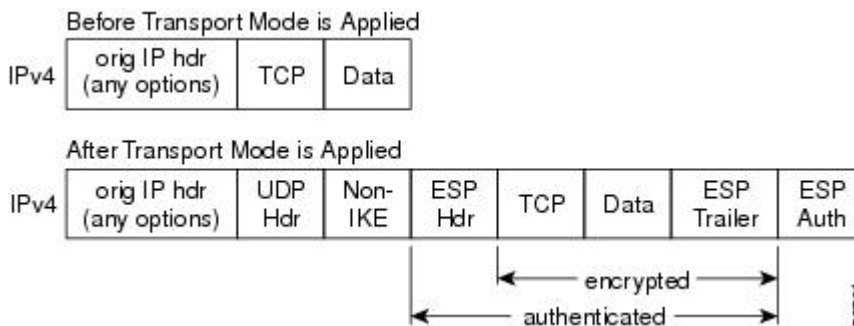 Before Transport Mode is Applied
IPv4
orig IP hdr
(any options)
TCP
Data
After Transport Mode is Applied
IPv4
orig IP hdr
(any options)
UDP
Hdr
Non-
IKE
ESP
Hdr
TCP
Data
ESP
Trailer
ESP
Auth
encrypted
authenticated